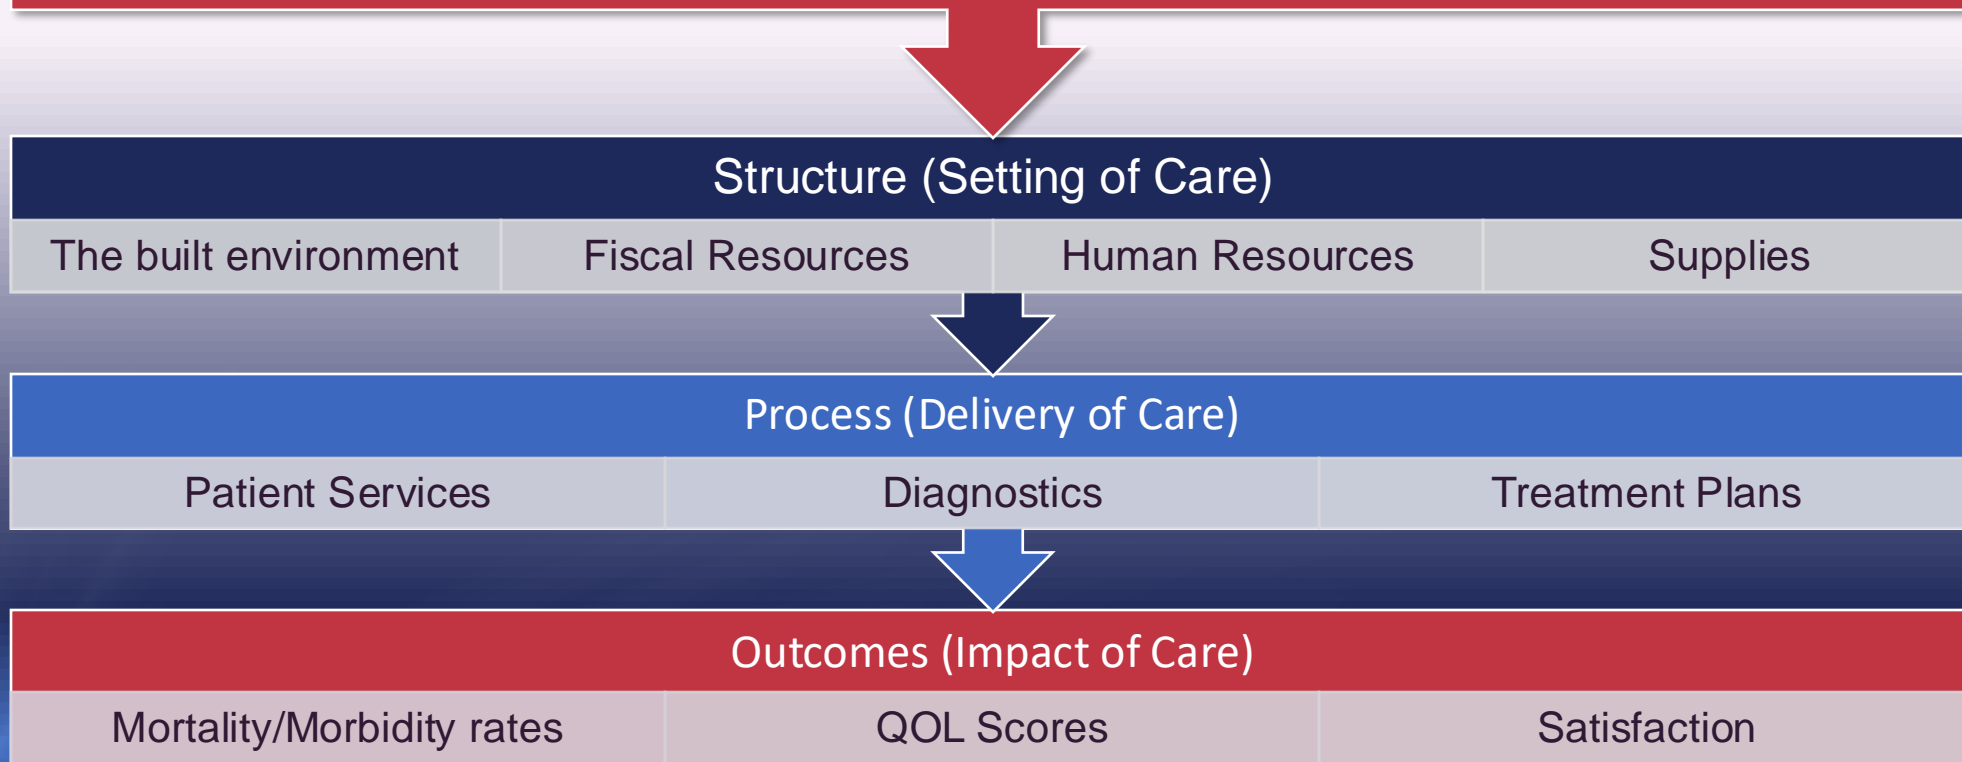 Structure (Setting of Care)
The built environment
Fiscal Resources
Human Resources
Supplies
Process (Delivery of Care)
Patient Services
Diagnostics
Treatment Plans
Outcomes (Impact of Care)
Mortality/Morbidity rates
QOL Scores
Satisfaction